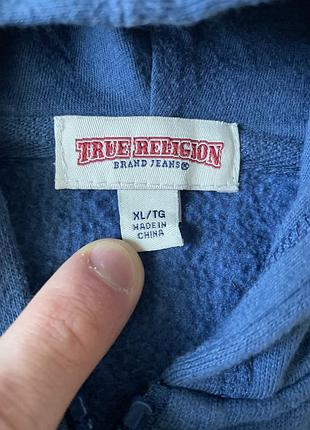 TRUE RELIGION
BRAND JEANS®
XL/TG
MADE IN
CHINA